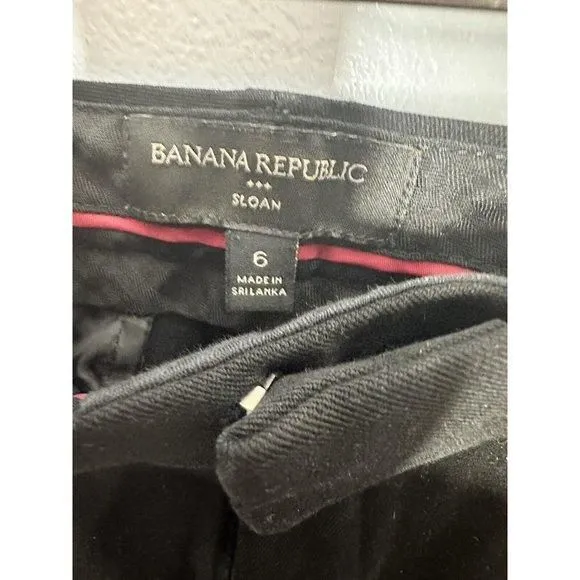 BANANA REPUBLIC
SLOAN
6
MADE IN
SRI LANKA